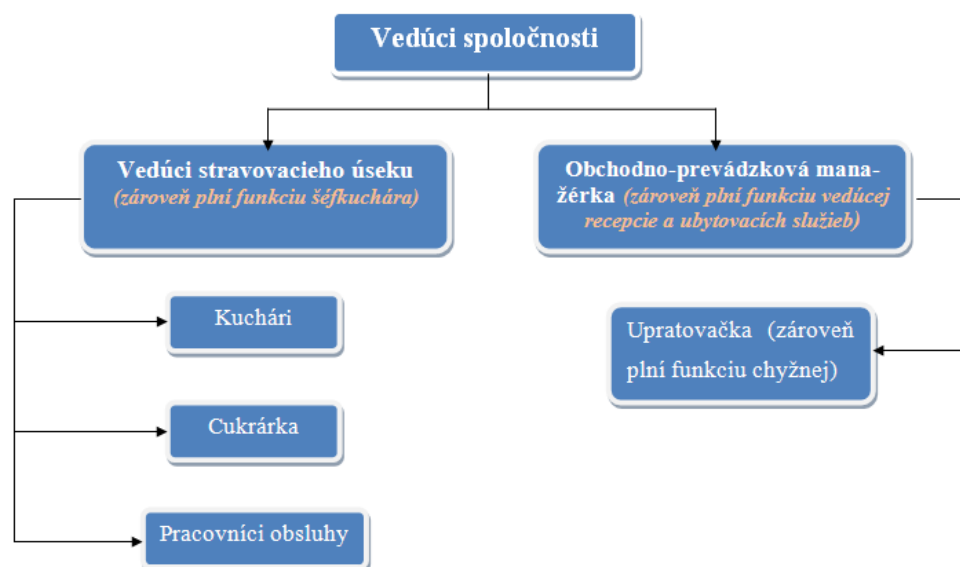 Vedúci spoločnosti
Vedúci stravovacieho úseku
(zároveň plní funkciu šéfkuchára)
Obchodno-prevádzková mana-
žérka (zároveň plní funkciu vedúcej
recepcie a ubytovacích služieb)
Kuchári
Upratovačka (zároveň
plní funkciu chyžnej)
Cukrárka
Pracovníci obsluhy